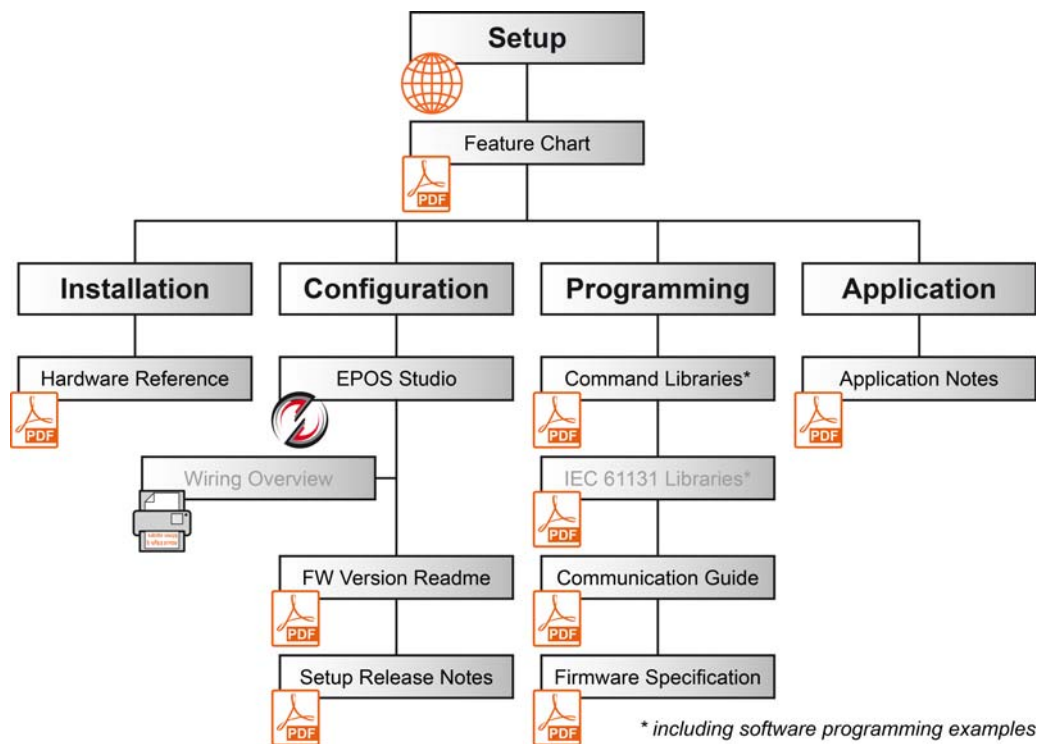 Setup
Feature Chart
PDF
Installation
Configuration
Programming
Application
Hardware Reference
EPOS Studio
Command Libraries*
Application Notes
PDF
PDF
PDF
Wiring Overview
IEC 61131 Libraries*
PDF
FW Version Readme
Communication Guide
PDF
PDF
Setup Release Notes
Firmware Specification
PDF
PDF
* including software programming examples